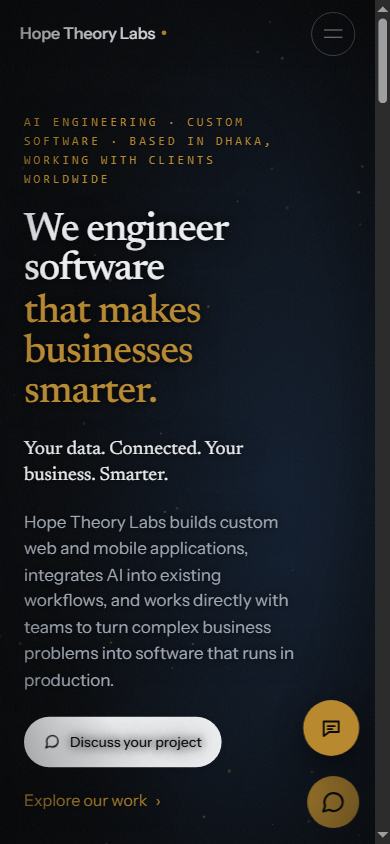 Hope Theory Labs
AI ENGINEERING · CUSTOM
SOFTWARE · BASED IN DHAKA,
WORKING WITH CLIENTS
WORLDWIDE
We engineer
software
that makes
businesses
smarter.
Your data. Connected. Your
business. Smarter.
Hope Theory Labs builds custom
web and mobile applications,
integrates AI into existing
workflows, and works directly with
teams to turn complex business
problems into software that runs in
production.
Discuss your project
Explore our work ›